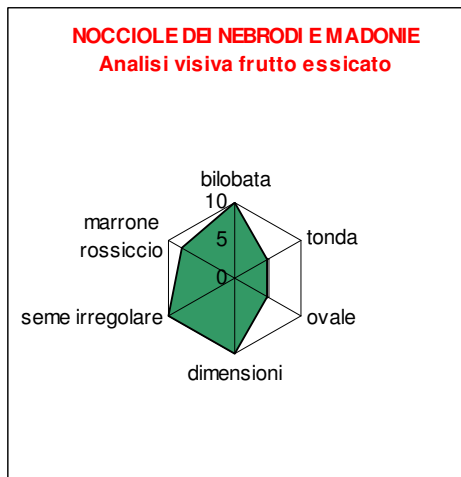 NOCCIOLE DEI NEBRODI E MADONIE
Analisi visiva frutto essicato
bilobata
10
marrone
rossiccio
5
tonda
0
seme irregolare
ovale
dimensioni